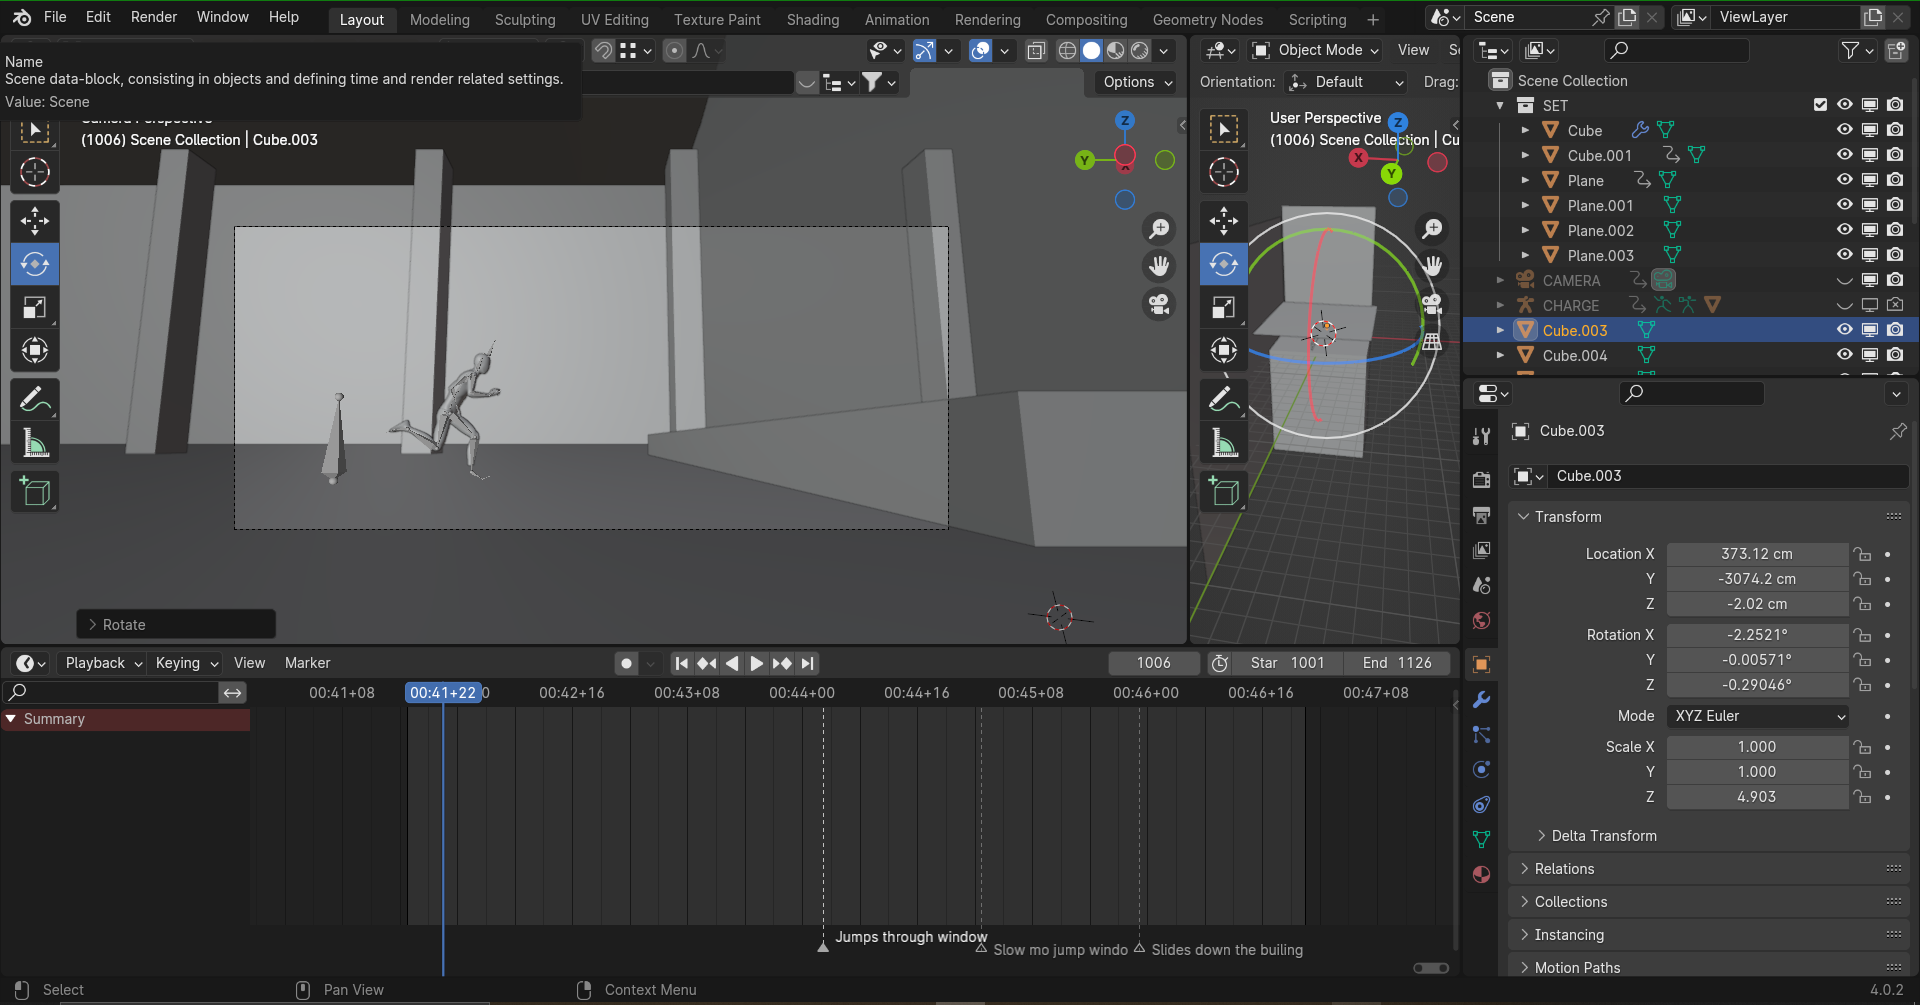 File Edit Render Window Help Layout Modeling Sculpting UV Editing Texture Paint Shading Animation Rendering Compositing Geometry Nodes Scripting + Scene ViewLayer
Name
Scene data-block, consisting in objects and defining time and render related settings.
Value: Scene
Options
(1006) Scene Collection | Cube.003
Z
Y
X
Rotate
Object Mode View
Orientation: Default Drag:
User Perspective
(1006) Scene Collection | Cu
Z
X
Y
Scene Collection
SET
Cube
Cube.001
Plane
Plane.001
Plane.002
Plane.003
CAMERA
CHARGE
Cube.003
Cube.004
Cube.003
Cube.003
Transform
Location X 373.12 cm
Y -3074.2 cm
Z -2.02 cm
Rotation X -2.2521°
Y -0.00571°
Z -0.29046°
Mode XYZ Euler
Scale X 1.000
Y 1.000
Z 4.903
Delta Transform
Relations
Collections
Instancing
Motion Paths
Playback Keying View Marker 1006 Star 1001 End 1126
00:41+08 00:41+22 0 00:42+16 00:43+08 00:44+00 00:44+16 00:45+08 00:46+00 00:46+16 00:47+08
Summary
Jumps through window
Slow mo jump windo Slides down the builing
Select Pan View Context Menu 4.0.2